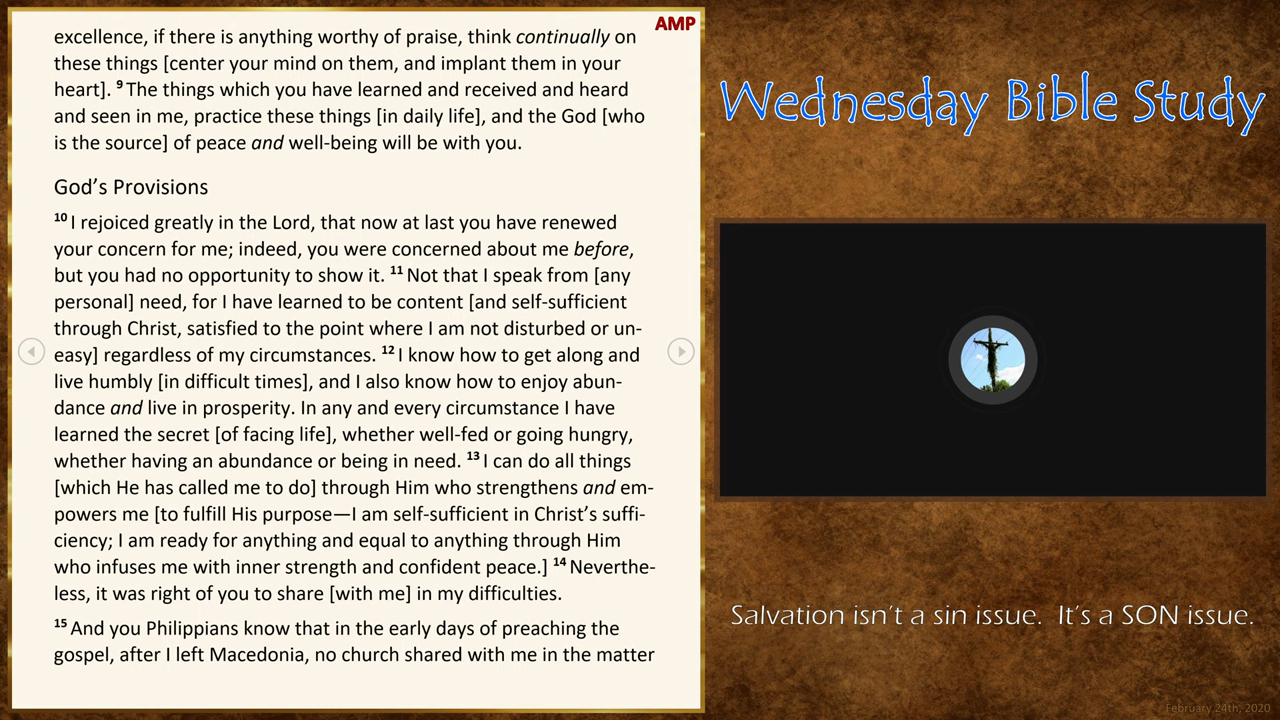 AMP
excellence, if there is anything worthy of praise, think continually on
these things [center your mind on them, and implant them in your
heart]. 9 The things which you have learned and received and heard
and seen in me, practice these things [in daily life], and the God [who
is the source] of peace and well-being will be with you.
God’s Provisions
10 I rejoiced greatly in the Lord, that now at last you have renewed
your concern for me; indeed, you were concerned about me before,
but you had no opportunity to show it. 11 Not that I speak from [any
personal] need, for I have learned to be content [and self-sufficient
through Christ, satisfied to the point where I am not disturbed or un-
easy] regardless of my circumstances. 12 I know how to get along and
live humbly [in difficult times], and I also know how to enjoy abun-
dance and live in prosperity. In any and every circumstance I have
learned the secret [of facing life], whether well-fed or going hungry,
whether having an abundance or being in need. 13 I can do all things
[which He has called me to do] through Him who strengthens and em-
powers me [to fulfill His purpose—I am self-sufficient in Christ’s suffi-
ciency; I am ready for anything and equal to anything through Him
who infuses me with inner strength and confident peace.] 14 Neverthe-
less, it was right of you to share [with me] in my difficulties.
15 And you Philippians know that in the early days of preaching the
gospel, after I left Macedonia, no church shared with me in the matter
Wednesday Bible Study
Salvation isn’t a sin issue. It’s a SON issue.
February 24th, 2020